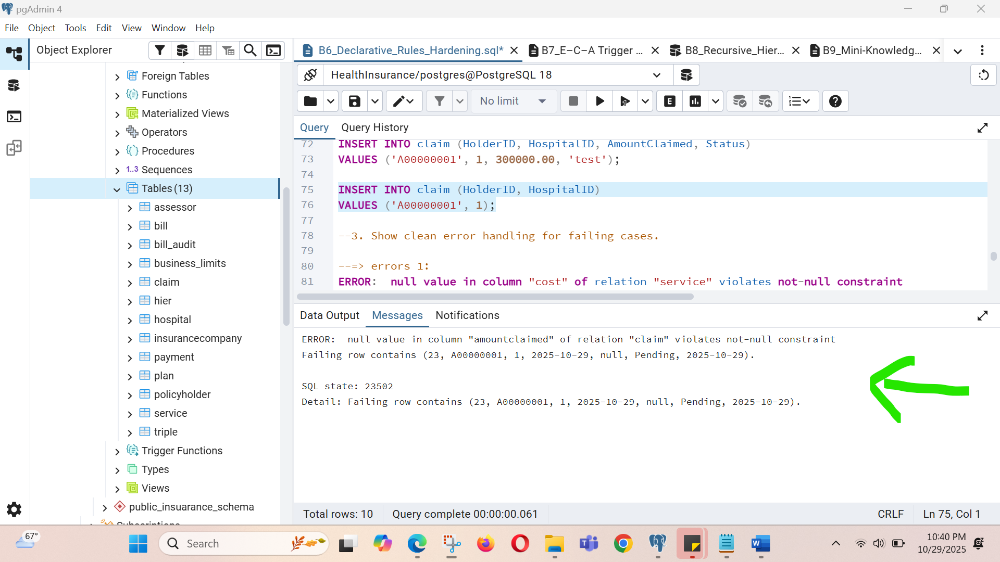 pgAdmin 4
File Object Tools Edit View Window Help
Object Explorer
Foreign Tables
Functions
Materialized Views
Operators
Procedures
1..3 Sequences
Tables (13)
assessor
bill
bill_audit
business_limits
claim
hier
hospital
insurancecompany
payment
plan
policyholder
service
triple
Trigger Functions
Types
Views
public_insuarance_schema
Subscriptions
B6_Declarative_Rules_Hardening.sql* B7_E-C-A Trigger ... B8_Recursive_Hier... B9_Mini-Knowledg...
HealthInsurance/postgres@PostgreSQL 18
No limit E
Query Query History
72 INSERT INTO claim (HolderID, HospitalID, AmountClaimed, Status)
73 VALUES ('A00000001', 1, 300000.00, 'test');
74
75 INSERT INTO claim (HolderID, HospitalID)
76 VALUES ('A00000001', 1);
77
78 --3. Show clean error handling for failing cases.
79
80 --=> errors 1:
81 ERROR:  null value in column "cost" of relation "service" violates not-null constraint
Data Output Messages Notifications
ERROR:  null value in column "amountclaimed" of relation "claim" violates not-null constraint
Failing row contains (23, A00000001, 1, 2025-10-29, null, Pending, 2025-10-29).
SQL state: 23502
Detail: Failing row contains (23, A00000001, 1, 2025-10-29, null, Pending, 2025-10-29).
Total rows: 10 Query complete 00:00:00.061 CRLF Ln 75, Col 1
67°
Search
10:40 PM
10/29/2025